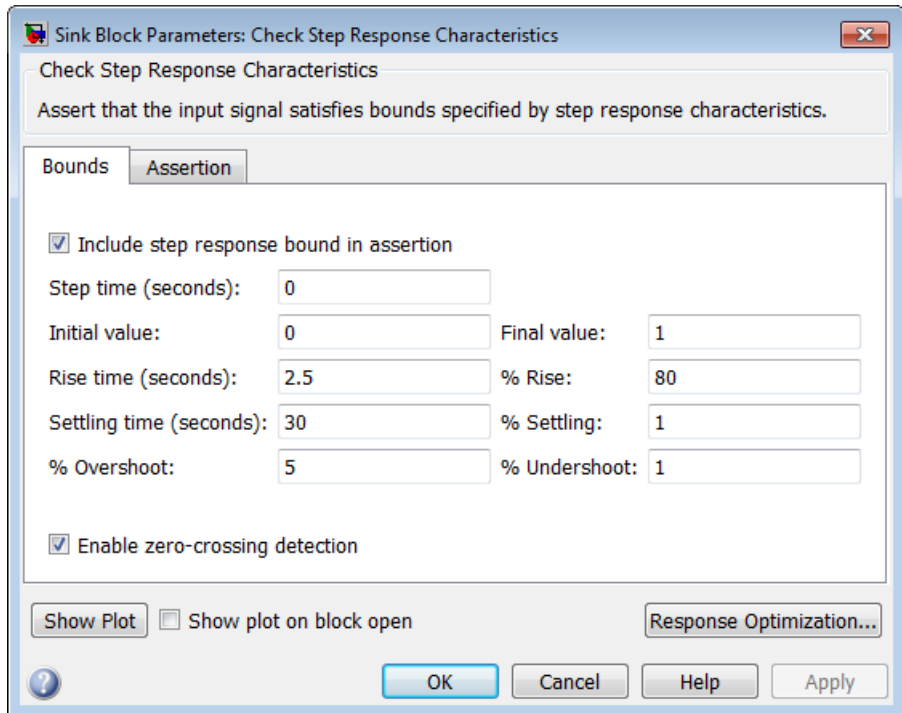 Sink Block Parameters: Check Step Response Characteristics
Check Step Response Characteristics
Assert that the input signal satisfies bounds specified by step response characteristics.
Bounds Assertion
Include step response bound in assertion
Step time (seconds): 0
Initial value: 0 Final value: 1
Rise time (seconds): 2.5 % Rise: 80
Settling time (seconds): 30 % Settling: 1
% Overshoot: 5 % Undershoot: 1
Enable zero-crossing detection
Show Plot Show plot on block open Response Optimization...
? OK Cancel Help Apply